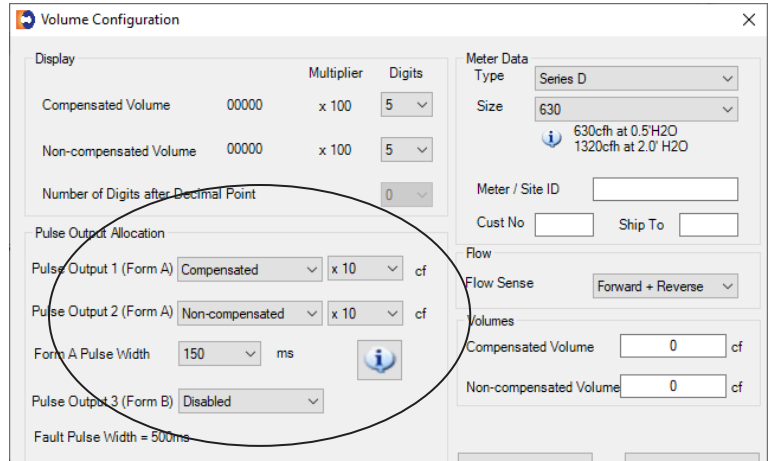 Volume Configuration
Display
Multiplier Digits
Compensated Volume 00000 x 100 5
Non-compensated Volume 00000 x 100 5
Number of Digits after Decimal Point 0
Pulse Output Allocation
Pulse Output 1 (Form A) Compensated x 10 cf
Pulse Output 2 (Form A) Non-compensated x 10 cf
Form A Pulse Width 150 ms
Pulse Output 3 (Form B) Disabled
Fault Pulse Width = 500ms
Meter Data
Type Series D
Size 630
630cfh at 0.5'H2O
1320cfh at 2.0' H2O
Meter / Site ID
Cust No Ship To
Flow
Flow Sense Forward + Reverse
Volumes
Compensated Volume 0 cf
Non-compensated Volume 0 cf